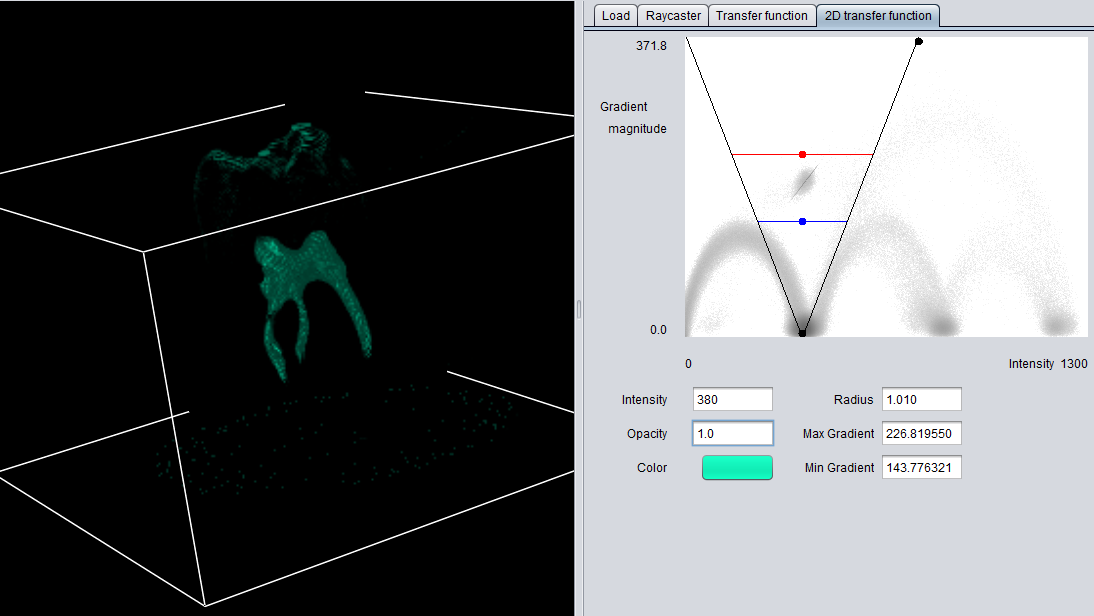 Load Raycaster Transfer function 2D transfer function
371.8
Gradient
magnitude
0.0
0 Intensity 1300
Intensity 380 Radius 1.010
Opacity 1.0 Max Gradient 226.819550
Color Min Gradient 143.776321